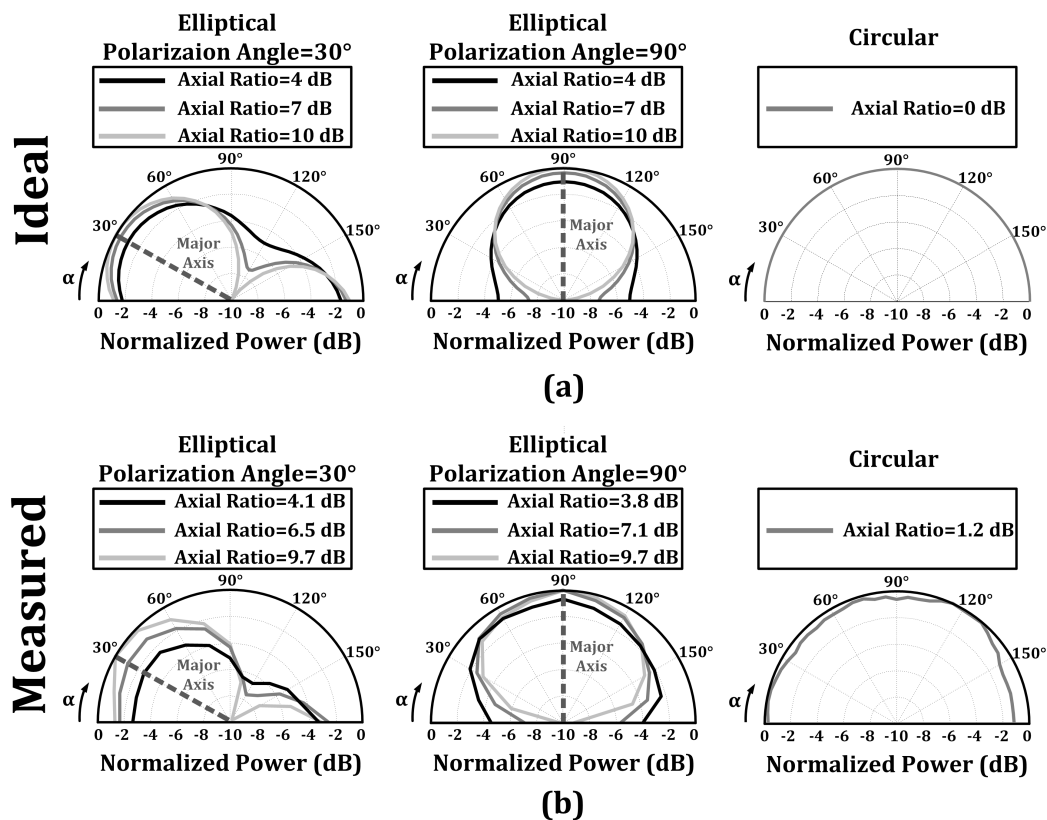 Elliptical
Polarizaion Angle=30°
Axial Ratio=4 dB
Axial Ratio=7 dB
Axial Ratio=10 dB
Elliptical
Polarization Angle=90°
Axial Ratio=4 dB
Axial Ratio=7 dB
Axial Ratio=10 dB
Circular
Axial Ratio=0 dB
Ideal
90°
60° 120°
30° 150°
Major
Axis
α
0 -2 -4 -6 -8 -10 -8 -6 -4 -2 0
Normalized Power (dB)
90°
60° 120°
30° 150°
Major
Axis
α
0 -2 -4 -6 -8 -10 -8 -6 -4 -2 0
Normalized Power (dB)
90°
60° 120°
30° 150°
α
0 -2 -4 -6 -8 -10 -8 -6 -4 -2 0
Normalized Power (dB)
(a)
Elliptical
Polarization Angle=30°
Axial Ratio=4.1 dB
Axial Ratio=6.5 dB
Axial Ratio=9.7 dB
Elliptical
Polarization Angle=90°
Axial Ratio=3.8 dB
Axial Ratio=7.1 dB
Axial Ratio=9.7 dB
Circular
Axial Ratio=1.2 dB
Measured
90°
60° 120°
30° 150°
Major
Axis
α
0 -2 -4 -6 -8 -10 -8 -6 -4 -2 0
Normalized Power (dB)
90°
60° 120°
30° 150°
Major
Axis
α
0 -2 -4 -6 -8 -10 -8 -6 -4 -2 0
Normalized Power (dB)
90°
60° 120°
30° 150°
α
0 -2 -4 -6 -8 -10 -8 -6 -4 -2 0
Normalized Power (dB)
(b)